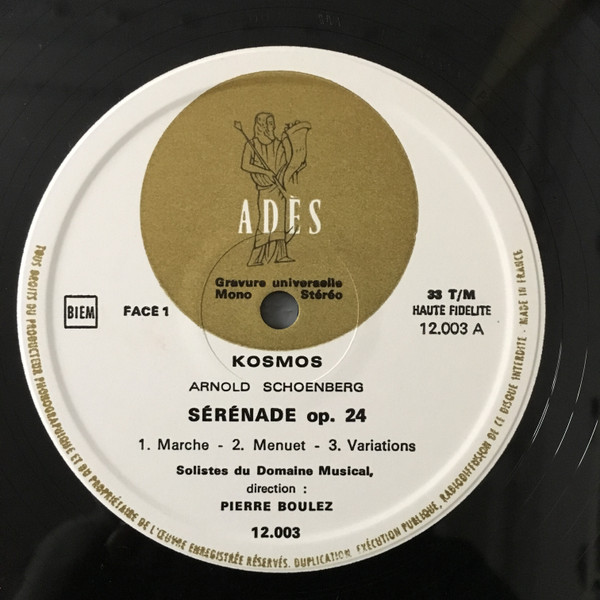 ADÈS
Gravure universelle
Mono Stéréo
BIEM
FACE 1
33 T/M
HAUTE FIDELITE
12.003 A
KOSMOS
ARNOLD SCHOENBERG
SÉRÉNADE op. 24
1. Marche - 2. Menuet - 3. Variations
Solistes du Domaine Musical,
direction :
PIERRE BOULEZ
12.003
TOUS DROITS DU PRODUCTEUR PHONOGRAPHIQUE ET DU PROPRIÉTAIRE DE L'ŒUVRE ENREGISTRÉE RÉSERVÉS. DUPLICATION, EXÉCUTION PUBLIQUE, RADIODIFFUSION DE CE DISQUE INTERDITE - MADE IN FRANCE